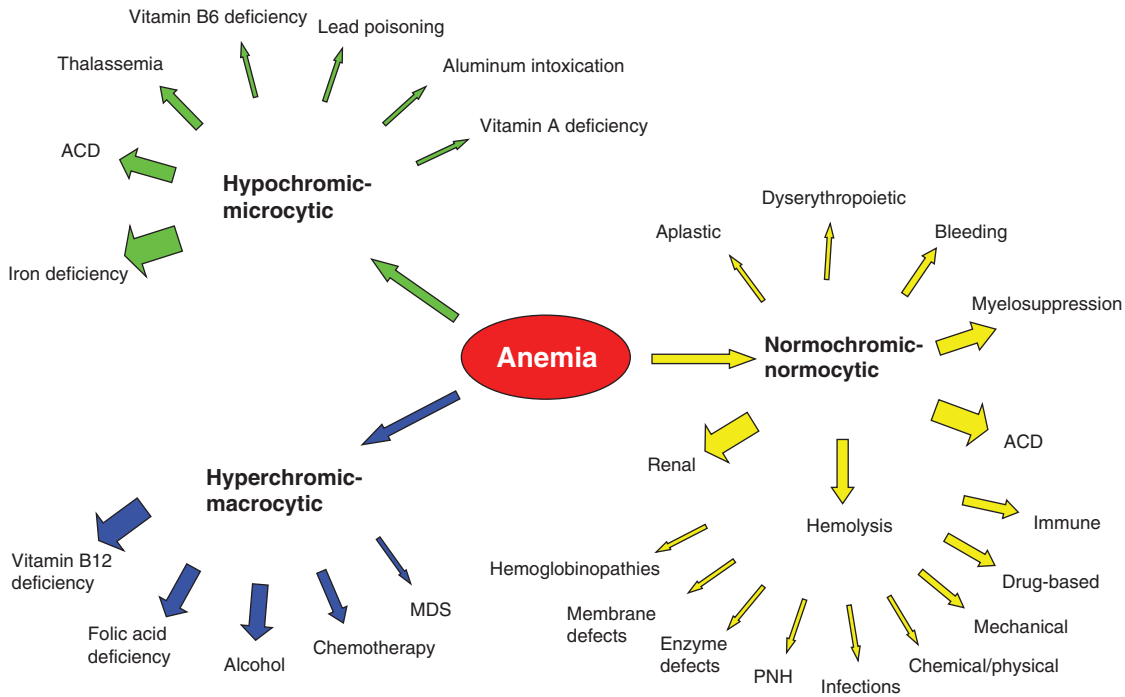 Vitamin B6 deficiency
Lead poisoning
Thalassemia
Aluminum intoxication
Vitamin A deficiency
ACD
Hypochromic-
microcytic
Iron deficiency
Dyserythropoietic
Aplastic
Bleeding
Myelosuppression
Anemia
Normochromic-
normocytic
ACD
Renal
Hemolysis
Immune
Drug-based
Mechanical
Chemical/physical
Infections
PNH
Enzyme
defects
Membrane
defects
Hemoglobinopathies
Hyperchromic-
macrocytic
Vitamin B12
deficiency
Folic acid
deficiency
Alcohol
Chemotherapy
MDS